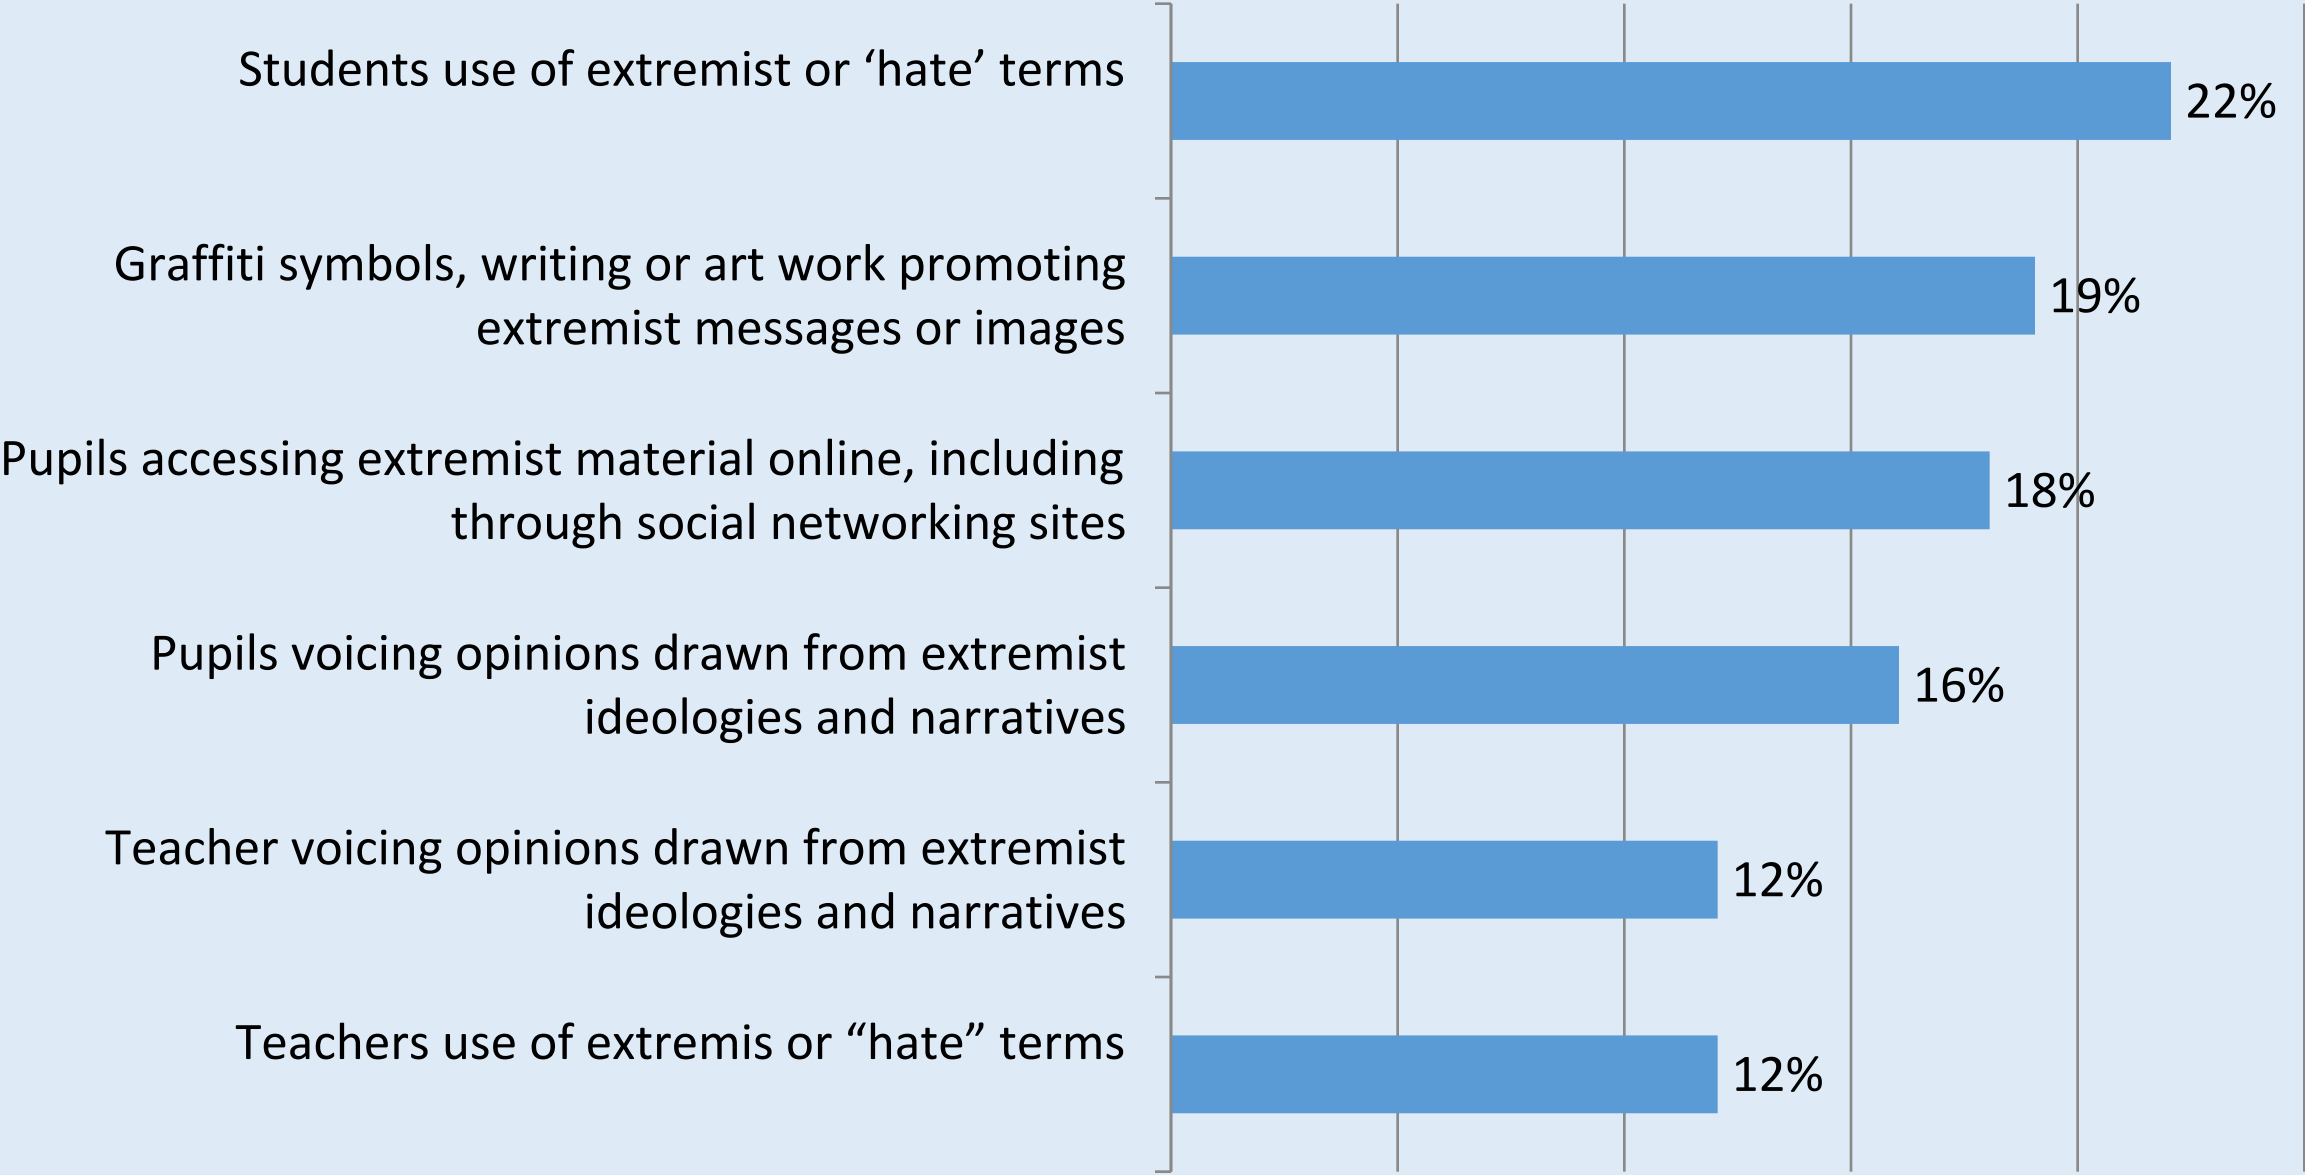 Students use of extremist or ‘hate’ terms
22%
Graffiti symbols, writing or art work promoting
extremist messages or images
19%
Pupils accessing extremist material online, including
through social networking sites
18%
Pupils voicing opinions drawn from extremist
ideologies and narratives
16%
Teacher voicing opinions drawn from extremist
ideologies and narratives
12%
Teachers use of extremis or “hate” terms
12%